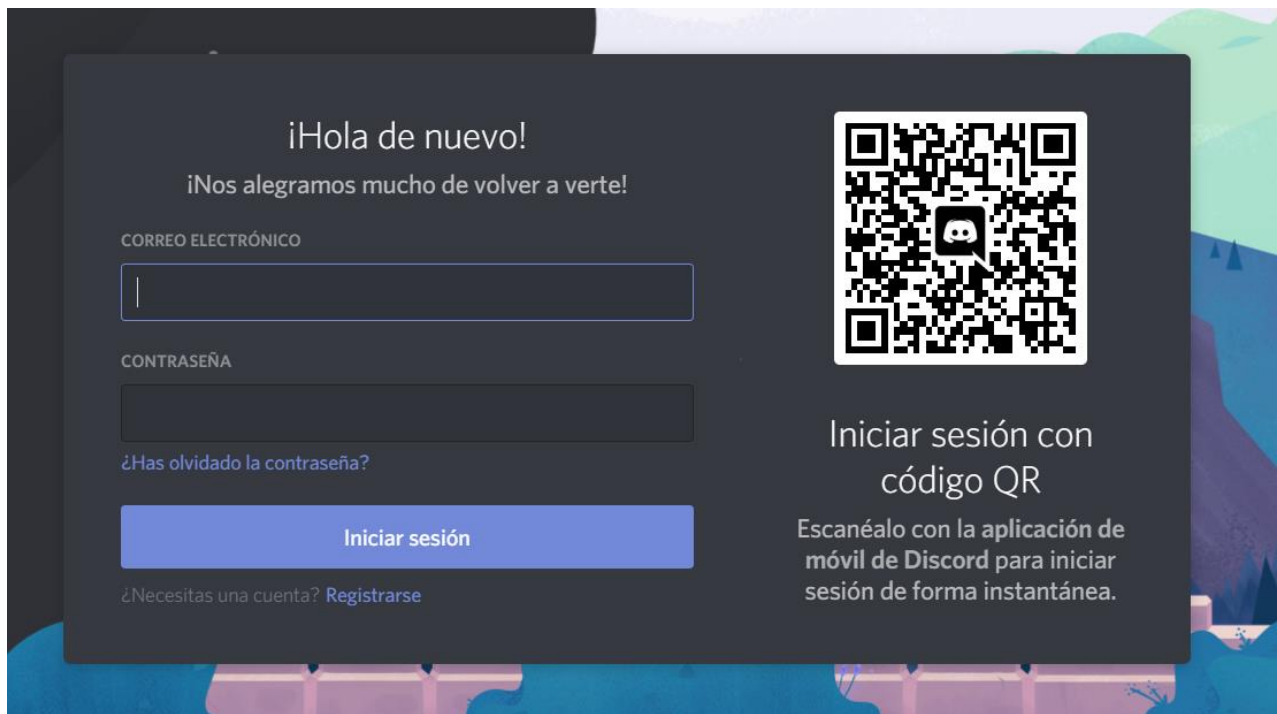 ¡Hola de nuevo!
¡Nos alegramos mucho de volver a verte!
CORREO ELECTRÓNICO
CONTRASEÑA
¿Has olvidado la contraseña?
Iniciar sesión
¿Necesitas una cuenta? Registrarse
Iniciar sesión con
código QR
Escanéalo con la aplicación de
móvil de Discord para iniciar
sesión de forma instantánea.